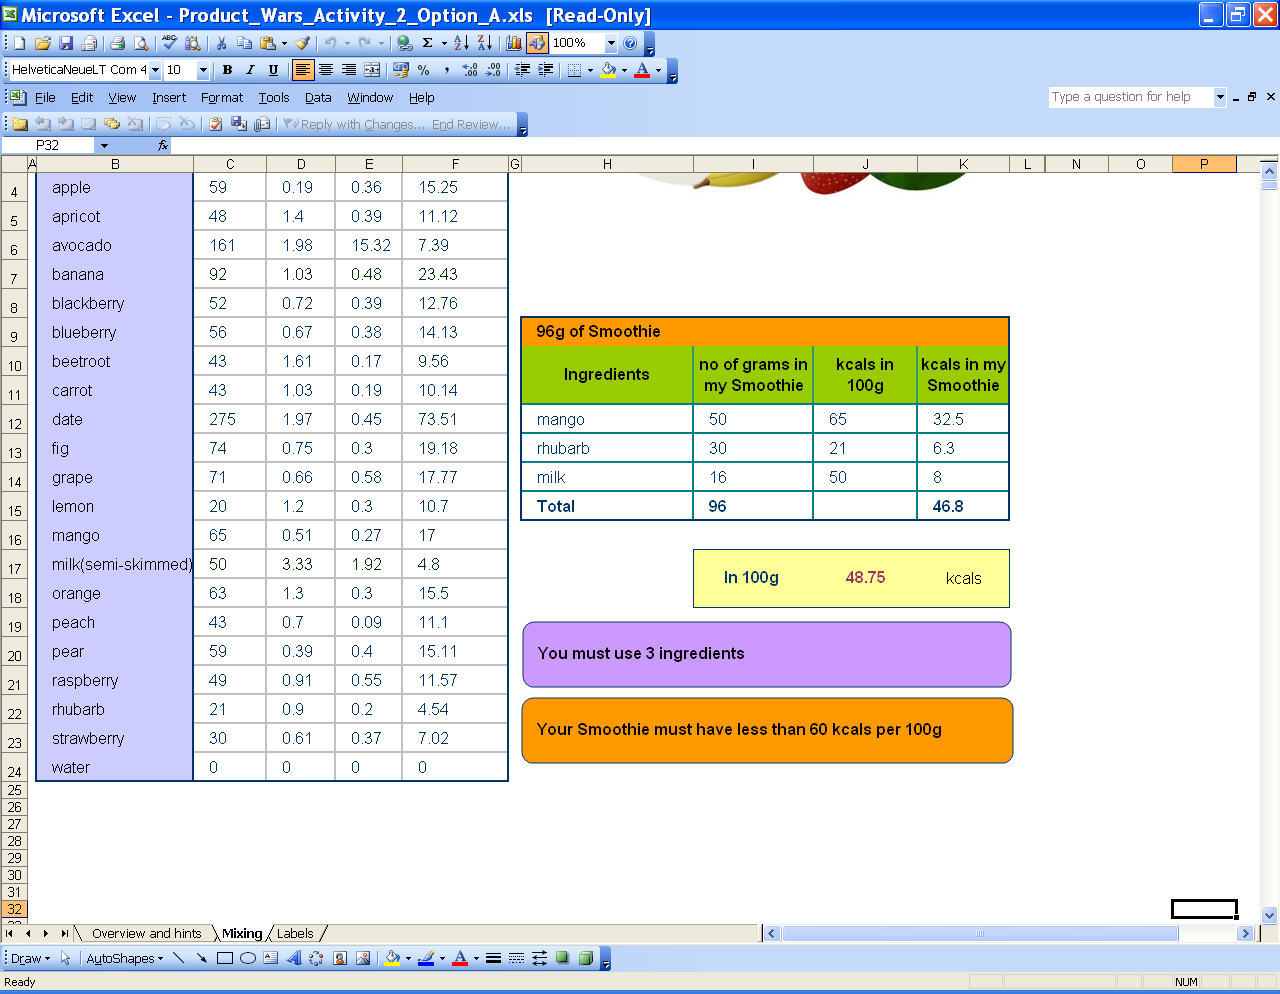 Microsoft Excel - Product_Wars_Activity_2_Option_A.xls [Read-Only]
100%
HelveticaNeueLT Com 4 10 B I U
File Edit View Insert Format Tools Data Window Help Type a question for help
Reply with Changes... End Review...
P32 fx
A B C D E F G H I J K L M N O P
4 apple 59 0.19 0.36 15.25
5 apricot 48 1.4 0.39 11.12
6 avocado 161 1.98 15.32 7.39
7 banana 92 1.03 0.48 23.43
8 blackberry 52 0.72 0.39 12.76
9 blueberry 56 0.67 0.38 14.13
10 beetroot 43 1.61 0.17 9.56
11 carrot 43 1.03 0.19 10.14
12 date 275 1.97 0.45 73.51
13 fig 74 0.75 0.3 19.18
14 grape 71 0.66 0.58 17.77
15 lemon 20 1.2 0.3 10.7
16 mango 65 0.51 0.27 17
17 milk(semi-skimmed) 50 3.33 1.92 4.8
18 orange 63 1.3 0.3 15.5
19 peach 43 0.7 0.09 11.1
20 pear 59 0.39 0.4 15.11
21 raspberry 49 0.91 0.55 11.57
22 rhubarb 21 0.9 0.2 4.54
23 strawberry 30 0.61 0.37 7.02
24 water 0 0 0 0
25
26
27
28
29
30
31
32
96g of Smoothie
Ingredients no of grams in my Smoothie kcals in 100g kcals in my Smoothie
mango 50 65 32.5
rhubarb 30 21 6.3
milk 16 50 8
Total 96 46.8
In 100g 48.75 kcals
You must use 3 ingredients
Your Smoothie must have less than 60 kcals per 100g
Overview and hints Mixing Labels
Draw AutoShapes
Ready NUM